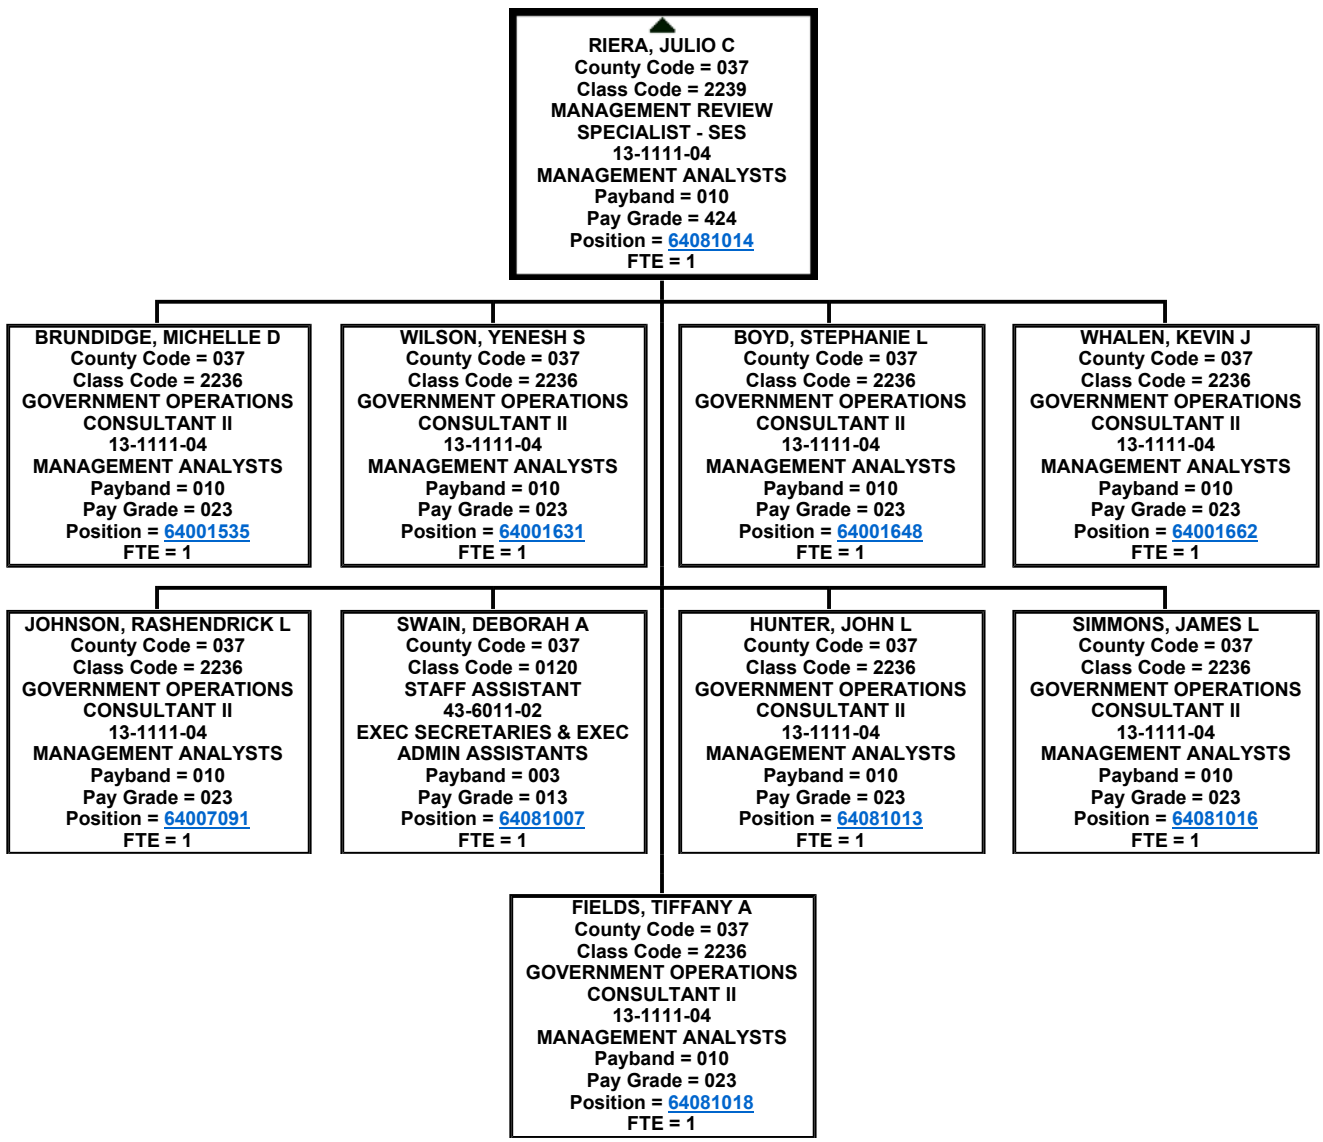 RIERA, JULIO C
County Code = 037
Class Code = 2239
MANAGEMENT REVIEW
SPECIALIST - SES
13-1111-04
MANAGEMENT ANALYSTS
Payband = 010
Pay Grade = 424
Position = 64081014
FTE = 1
BRUNDIDGE, MICHELLE D
County Code = 037
Class Code = 2236
GOVERNMENT OPERATIONS
CONSULTANT II
13-1111-04
MANAGEMENT ANALYSTS
Payband = 010
Pay Grade = 023
Position = 64001535
FTE = 1
WILSON, YENESH S
County Code = 037
Class Code = 2236
GOVERNMENT OPERATIONS
CONSULTANT II
13-1111-04
MANAGEMENT ANALYSTS
Payband = 010
Pay Grade = 023
Position = 64001631
FTE = 1
BOYD, STEPHANIE L
County Code = 037
Class Code = 2236
GOVERNMENT OPERATIONS
CONSULTANT II
13-1111-04
MANAGEMENT ANALYSTS
Payband = 010
Pay Grade = 023
Position = 64001648
FTE = 1
WHALEN, KEVIN J
County Code = 037
Class Code = 2236
GOVERNMENT OPERATIONS
CONSULTANT II
13-1111-04
MANAGEMENT ANALYSTS
Payband = 010
Pay Grade = 023
Position = 64001662
FTE = 1
JOHNSON, RASHENDRICK L
County Code = 037
Class Code = 2236
GOVERNMENT OPERATIONS
CONSULTANT II
13-1111-04
MANAGEMENT ANALYSTS
Payband = 010
Pay Grade = 023
Position = 64007091
FTE = 1
SWAIN, DEBORAH A
County Code = 037
Class Code = 0120
STAFF ASSISTANT
43-6011-02
EXEC SECRETARIES & EXEC
ADMIN ASSISTANTS
Payband = 003
Pay Grade = 013
Position = 64081007
FTE = 1
HUNTER, JOHN L
County Code = 037
Class Code = 2236
GOVERNMENT OPERATIONS
CONSULTANT II
13-1111-04
MANAGEMENT ANALYSTS
Payband = 010
Pay Grade = 023
Position = 64081013
FTE = 1
SIMMONS, JAMES L
County Code = 037
Class Code = 2236
GOVERNMENT OPERATIONS
CONSULTANT II
13-1111-04
MANAGEMENT ANALYSTS
Payband = 010
Pay Grade = 023
Position = 64081016
FTE = 1
FIELDS, TIFFANY A
County Code = 037
Class Code = 2236
GOVERNMENT OPERATIONS
CONSULTANT II
13-1111-04
MANAGEMENT ANALYSTS
Payband = 010
Pay Grade = 023
Position = 64081018
FTE = 1